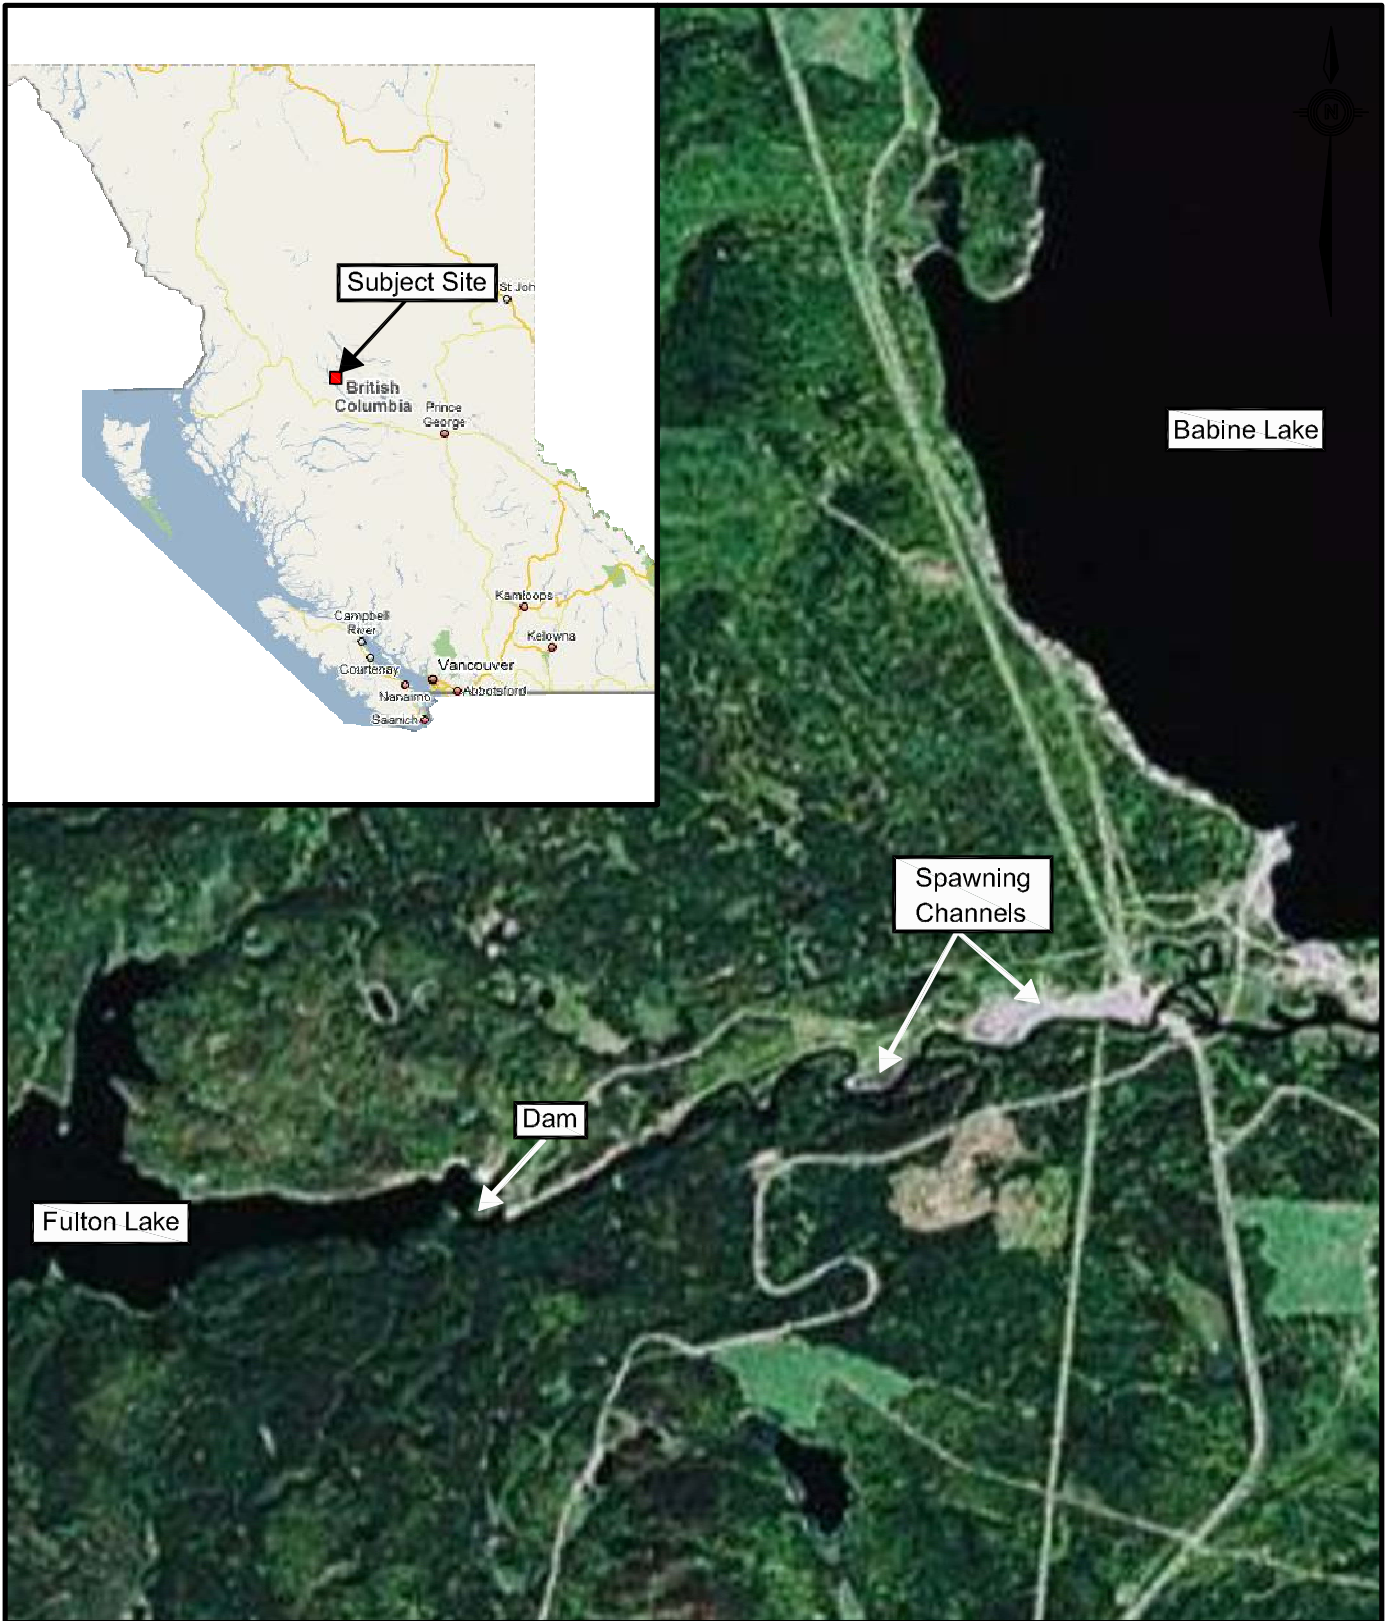 Subject Site
St Joh
British
Columbia
Prince
George
Kamloops
Kelowna
Campbell
River
Courtenay
Vancouver
Nanaimo
Abbotsford
Saanich
N
Babine Lake
Spawning
Channels
Dam
Fulton Lake